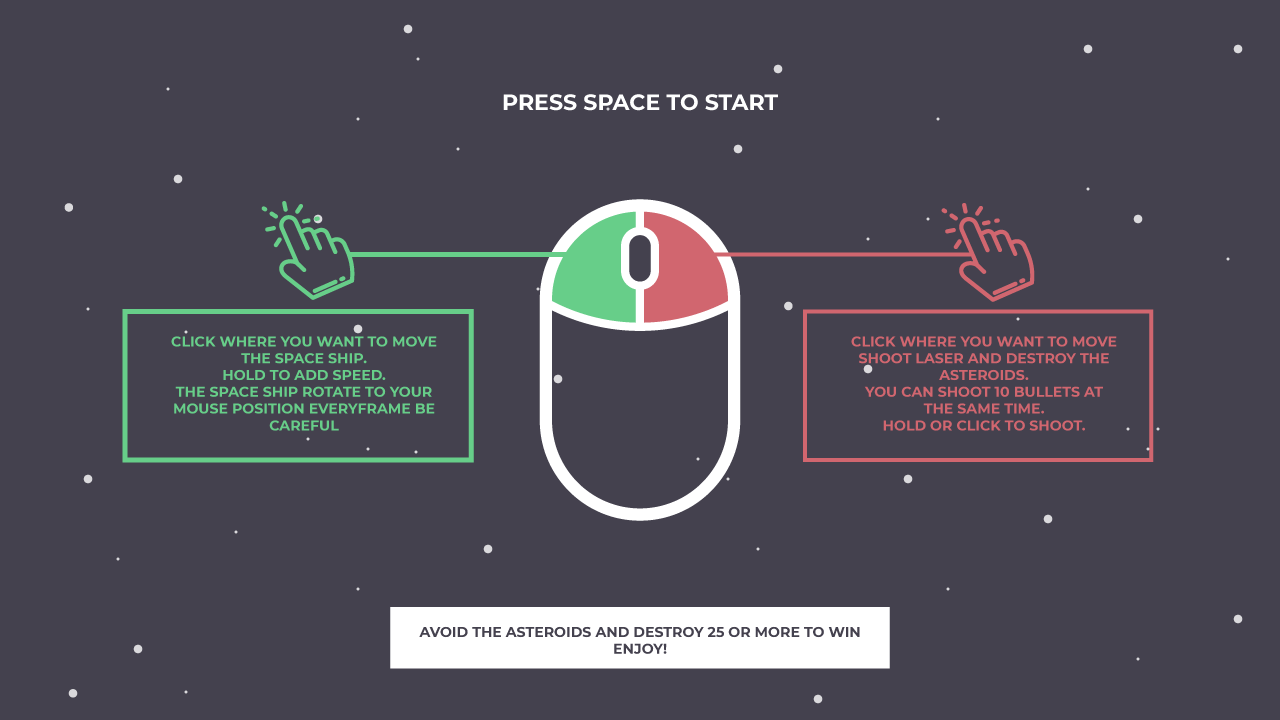 PRESS SPACE TO START
CLICK WHERE YOU WANT TO MOVE
THE SPACE SHIP.
HOLD TO ADD SPEED.
THE SPACE SHIP ROTATE TO YOUR
MOUSE POSITION EVERYFRAME BE
CAREFUL
CLICK WHERE YOU WANT TO MOVE
SHOOT LASER AND DESTROY THE
ASTEROIDS.
YOU CAN SHOOT 10 BULLETS AT
THE SAME TIME.
HOLD OR CLICK TO SHOOT.
AVOID THE ASTEROIDS AND DESTROY 25 OR MORE TO WIN
ENJOY!